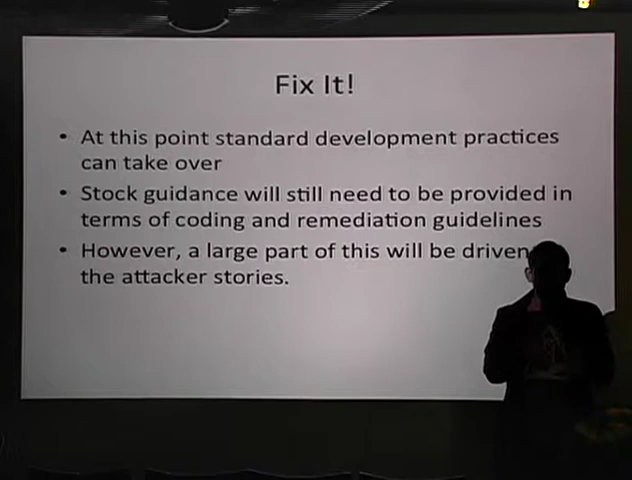 Fix It!
• At this point standard development practices
can take over
• Stock guidance will still need to be provided in
terms of coding and remediation guidelines
• However, a large part of this will be driven
the attacker stories.